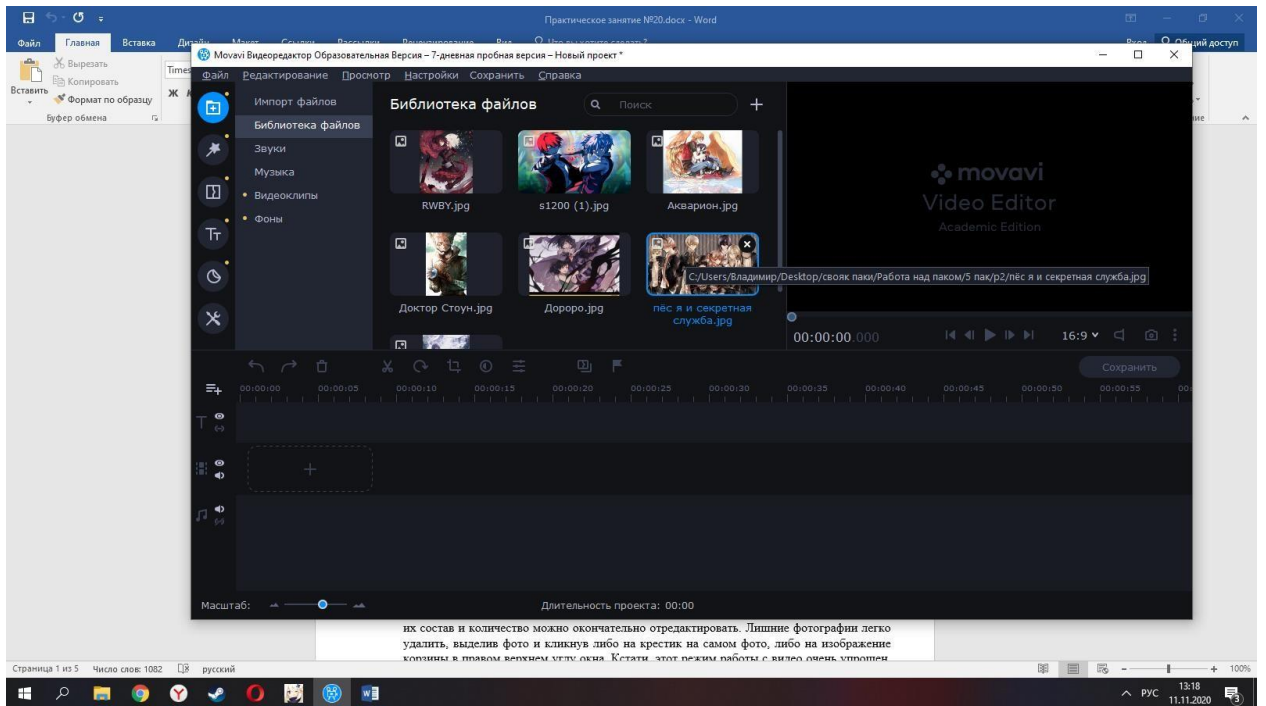 Практическое занятие №20.docx - Word
Файл Главная Вставка
Общий доступ
Вставить
Вырезать
Копировать
Формат по образцу
Буфер обмена
Times
Ж
Movavi Видеоредактор Образовательная Версия – 7-дневная пробная версия – Новый проект *
Файл Редактирование Просмотр Настройки Сохранить Справка
Импорт файлов
Библиотека файлов
Звуки
Музыка
Видеоклипы
Фоны
Библиотека файлов
Поиск
RWBY.jpg
s1200 (1).jpg
Акварион.jpg
Доктор Стоун.jpg
Дороро.jpg
пёс я и секретная
служба.jpg
C:/Users/Владимир/Desktop/свояк паки/Работа над паком/5 пак/р2/пёс я и секретная служба.jpg
movavi
Video Editor
Academic Edition
00:00:00.000
16:9
Сохранить
00:00:00 00:00:05 00:00:10 00:00:15 00:00:20 00:00:25 00:00:30 00:00:35 00:00:40 00:00:45 00:00:50 00:00:55
Масштаб:
Длительность проекта: 00:00
их состав и количество можно окончательно отредактировать. Лишние фотографии легко
удалить, выделив фото и кликнув либо на крестик на самом фото, либо на изображение
корзины в правом верхнем углу окна. Кстати, этот режим работы с видео очень упрощен.
Страница 1 из 5 Число слов: 1082 русский
100%
РУС
13:18
11.11.2020
3